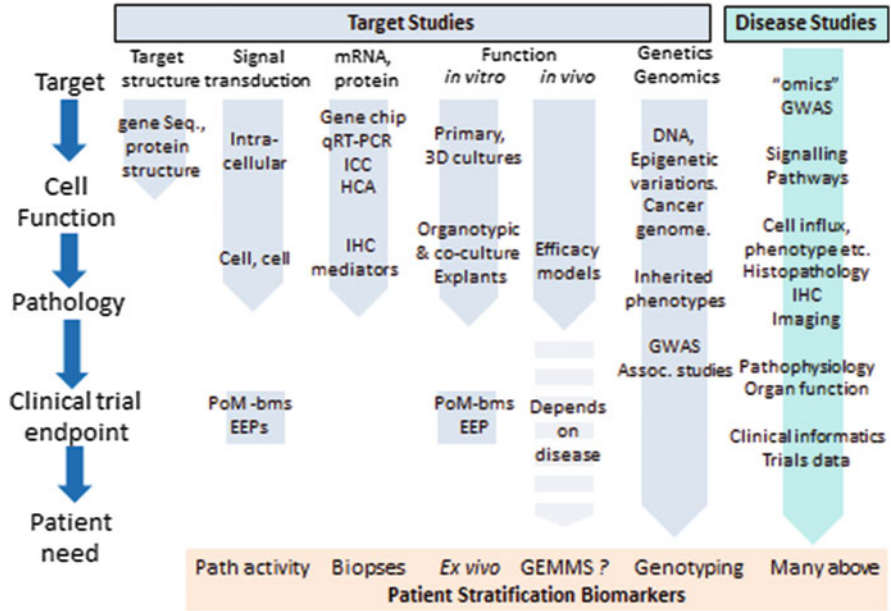 Target Studies
Disease Studies
Target
structure
Signal
transduction
mRNA,
protein
Function
in vitro
in vivo
Genetics
Genomics
Target
Cell
Function
Pathology
Clinical trial
endpoint
Patient
need
gene Seq.,
protein
structure
Intra-
cellular
Cell, cell
PoM -bms
EEPs
Gene chip
qRT-PCR
ICC
HCA
IHC
mediators
Primary,
3D cultures
Organotypic
& co-culture
Explants
PoM-bms
EEP
Efficacy
models
Depends
on
disease
DNA,
Epigenetic
variations.
Cancer
genome.
Inherited
phenotypes
GWAS
Assoc. studies
“omics”
GWAS
Signalling
Pathways
Cell influx,
phenotype etc.
Histopathology
IHC
Imaging
Pathophysiology
Organ function
Clinical informatics
Trials data
Path activity
Biopses
Ex vivo
GEMMS ?
Genotyping
Many above
Patient Stratification Biomarkers